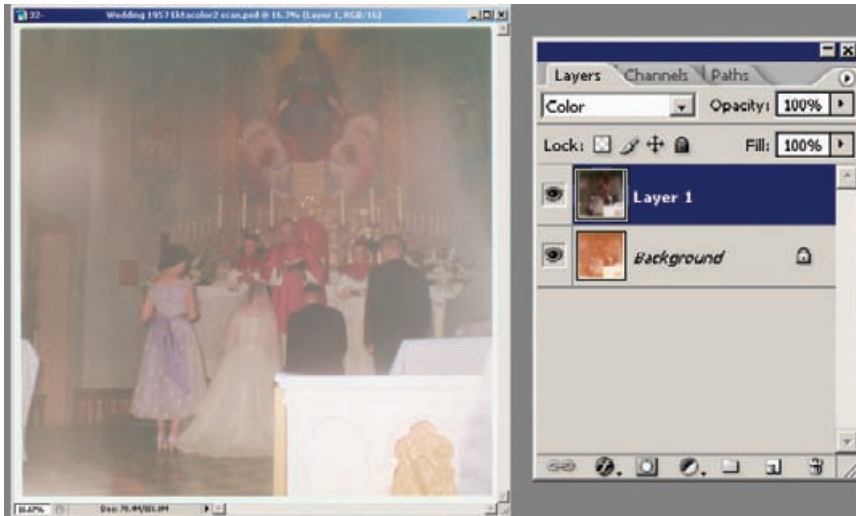 Wedding 1957 Ektacolor2 scan.psd @ 16.7% (Layer 1, RGB/16)
Layers Channels Paths
Color Opacity: 100%
Lock: Fill: 100%
Layer 1
Background
16.67%